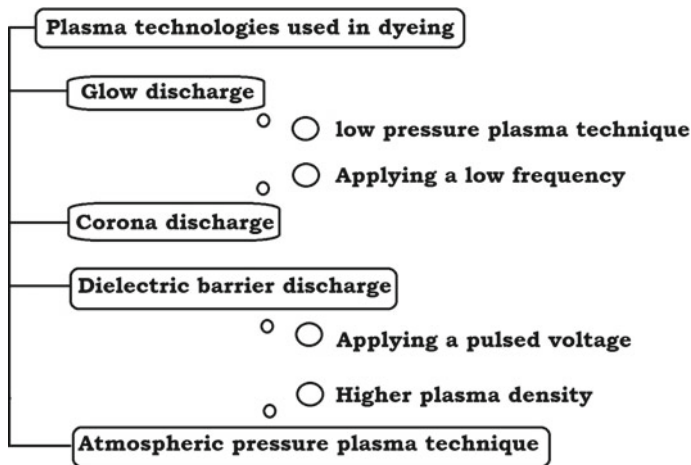 Plasma technologies used in dyeing
Glow discharge
low pressure plasma technique
Applying a low frequency
Corona discharge
Dielectric barrier discharge
Applying a pulsed voltage
Higher plasma density
Atmospheric pressure plasma technique